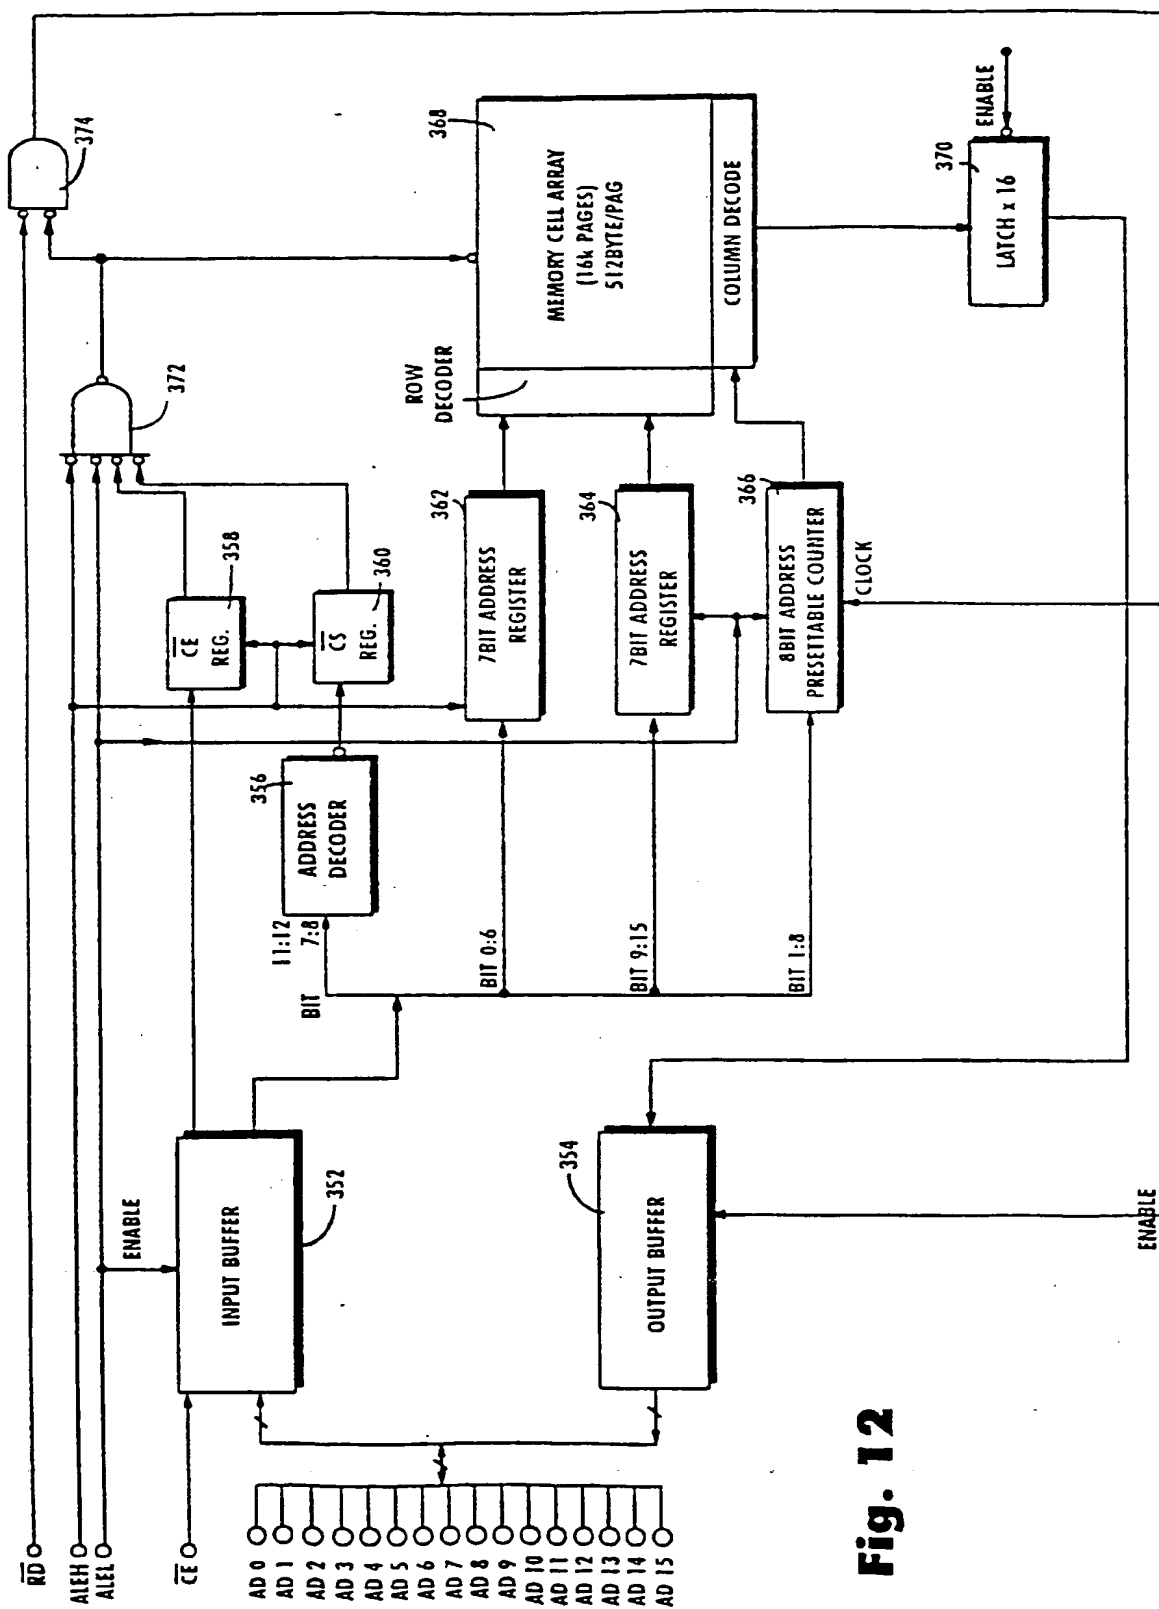 RD
ALEH
ALEL
CE
AD 0
AD 1
AD 2
AD 3
AD 4
AD 5
AD 6
AD 7
AD 8
AD 9
AD 10
AD 11
AD 12
AD 13
AD 14
AD 15
ENABLE
INPUT BUFFER
352
OUTPUT BUFFER
354
ENABLE
BIT
11:12
7:8
ADDRESS
DECODER
356
BIT 0:6
BIT 9:15
BIT 1:8
CE
REG.
358
CS
REG.
360
7BIT ADDRESS
REGISTER
362
7BIT ADDRESS
REGISTER
364
8BIT ADDRESS
PRESETTABLE COUNTER
366
CLOCK
372
374
ROW
DECODER
MEMORY CELL ARRAY
(16k PAGES)
512BYTE/PAG
368
COLUMN DECODE
LATCH x 16
370
ENABLE
Fig. 12